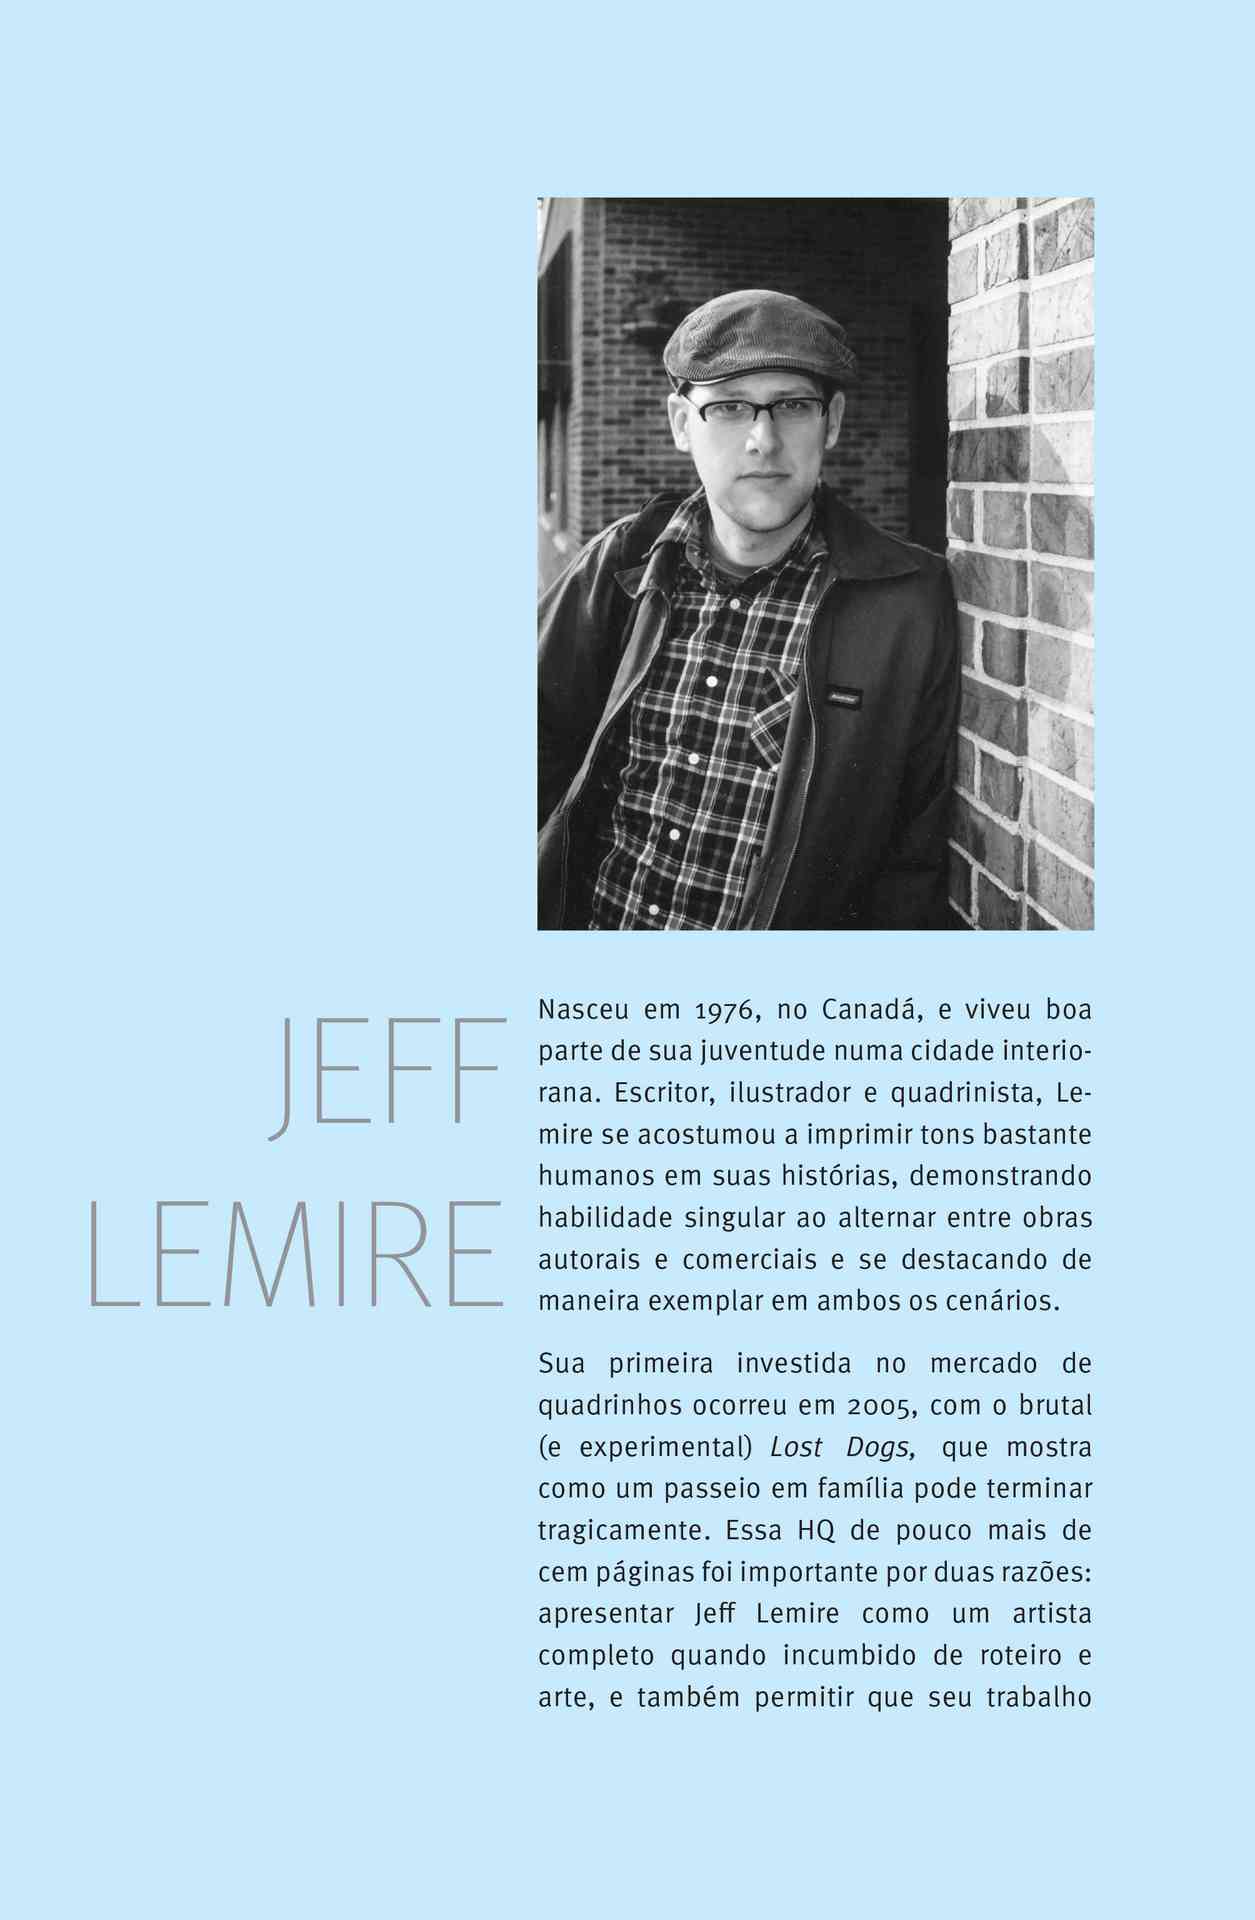 JEFF
LEMIRE
Nasceu em 1976, no Canadá, e viveu boa
parte de sua juventude numa cidade interio-
rana. Escritor, ilustrador e quadrinista, Le-
mire se acostumou a imprimir tons bastante
humanos em suas histórias, demonstrando
habilidade singular ao alternar entre obras
autorais e comerciais e se destacando de
maneira exemplar em ambos os cenários.
Sua primeira investida no mercado de
quadrinhos ocorreu em 2005, com o brutal
(e experimental) Lost Dogs, que mostra
como um passeio em família pode terminar
tragicamente. Essa HQ de pouco mais de
cem páginas foi importante por duas razões:
apresentar Jeff Lemire como um artista
completo quando incumbido de roteiro e
arte, e também permitir que seu trabalho